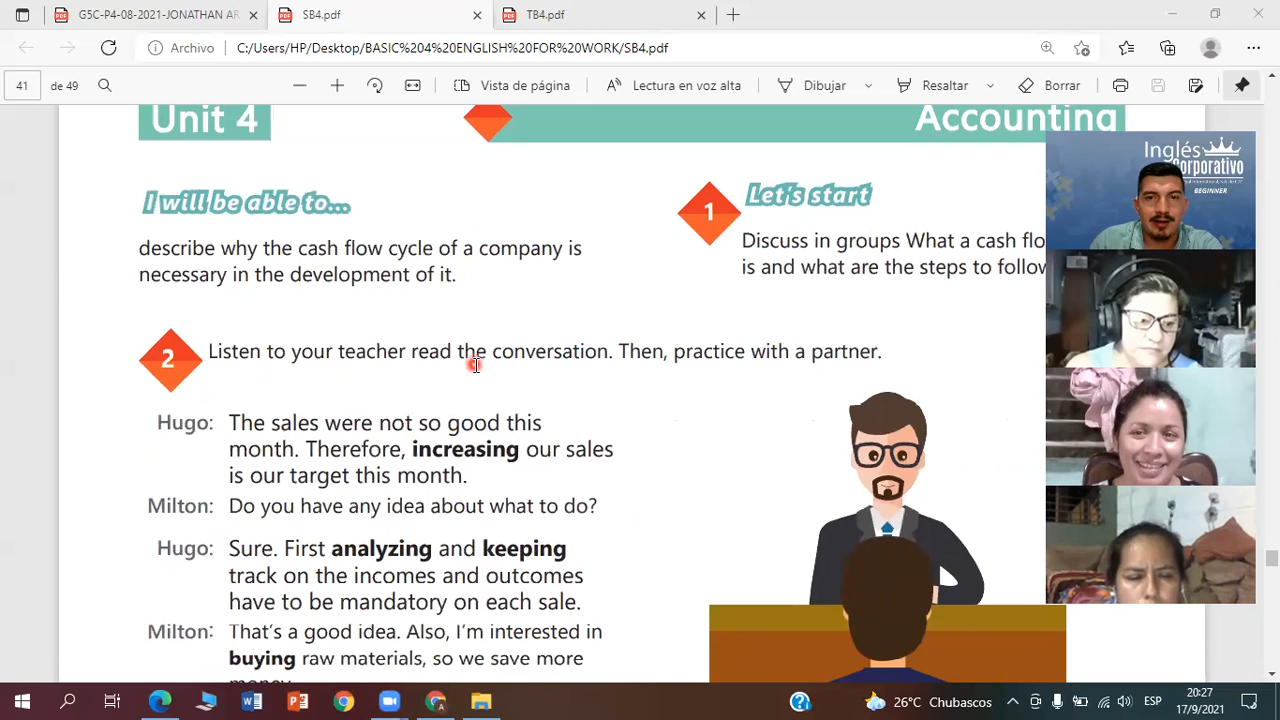 G5C-P4-08-2021-JONATHAN AR
SB4.pdf
TB4.pdf
Archivo
C:/Users/HP/Desktop/BASIC%204%20ENGLISH%20FOR%20WORK/SB4.pdf
41 de 49
Vista de página
Lectura en voz alta
Dibujar
Resaltar
Borrar
Unit 4
Accounting
I will be able to...
describe why the cash flow cycle of a company is
necessary in the development of it.
1
Let's start
Discuss in groups What a cash flo
is and what are the steps to follow
2
Listen to your teacher read the conversation. Then, practice with a partner.
Hugo: The sales were not so good this
month. Therefore, increasing our sales
is our target this month.
Milton: Do you have any idea about what to do?
Hugo: Sure. First analyzing and keeping
track on the incomes and outcomes
have to be mandatory on each sale.
Milton: That's a good idea. Also, I'm interested in
buying raw materials, so we save more
money.
Inglés
Corporativo
BEGINNER
26°C Chubascos
ESP
20:27
17/9/2021